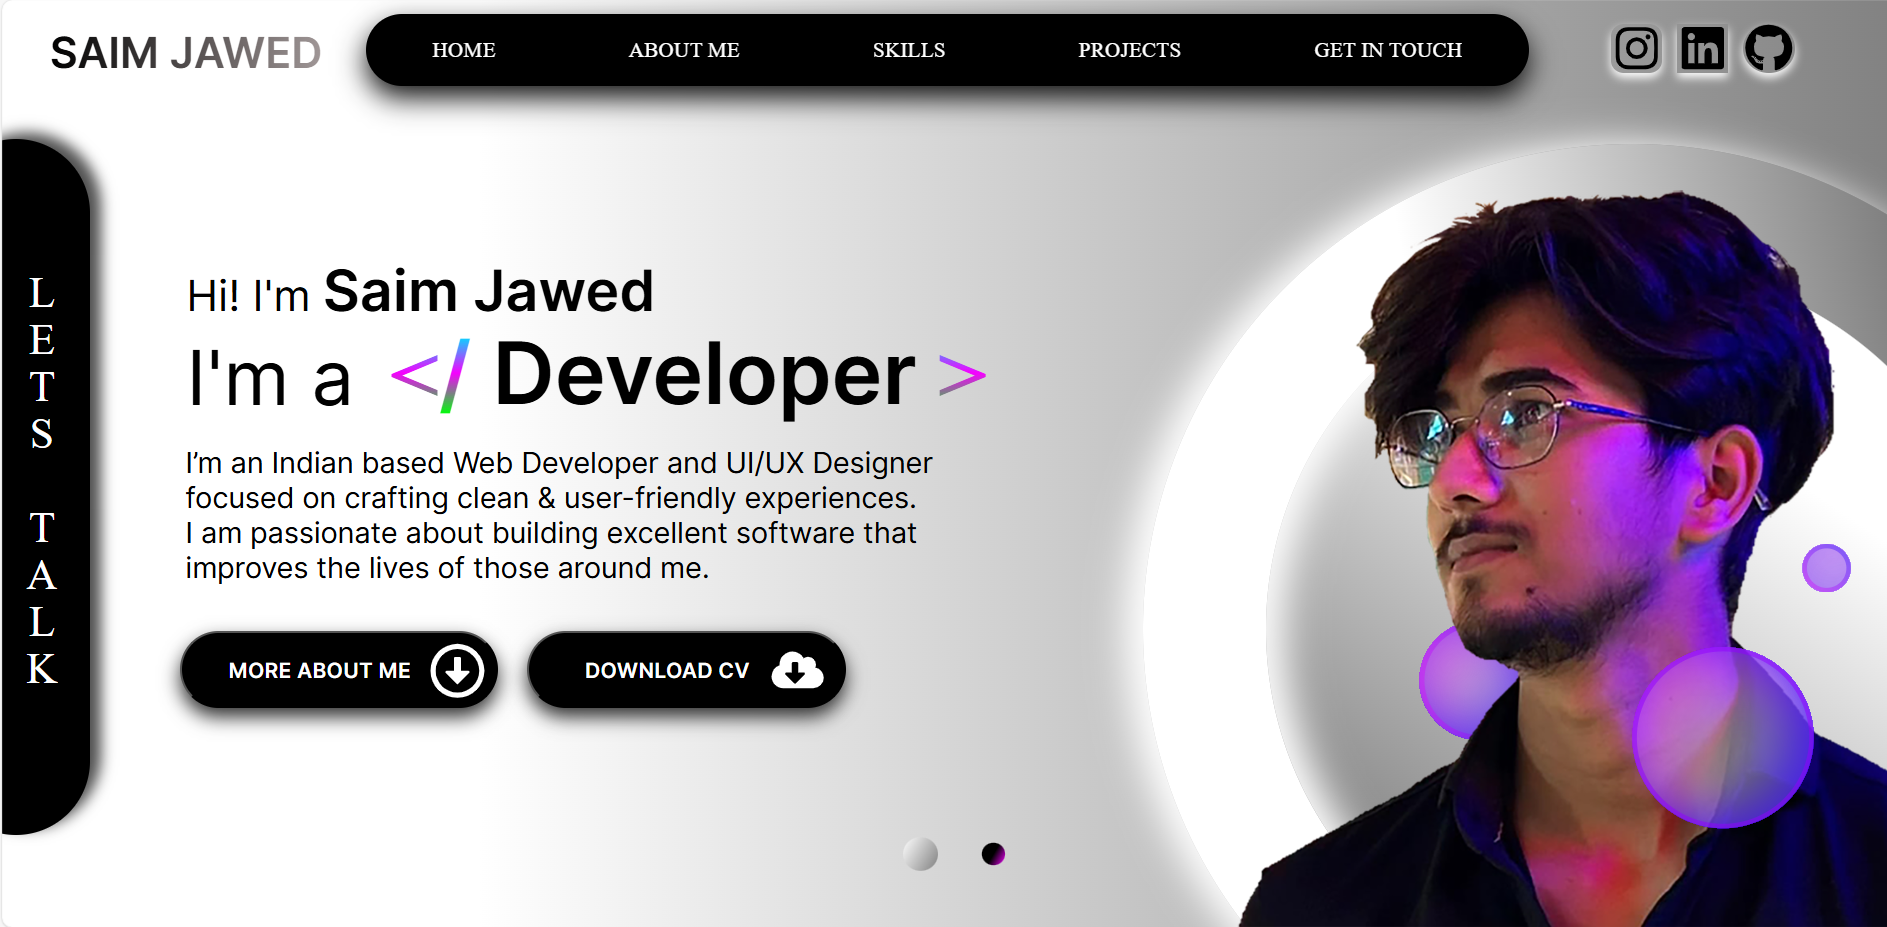 SAIM JAWED
HOME ABOUT ME SKILLS PROJECTS GET IN TOUCH
in
LETS TALK
Hi! I'm Saim Jawed
I'm a </ Developer >
I’m an Indian based Web Developer and UI/UX Designer
focused on crafting clean & user-friendly experiences.
I am passionate about building excellent software that
improves the lives of those around me.
MORE ABOUT ME
DOWNLOAD CV